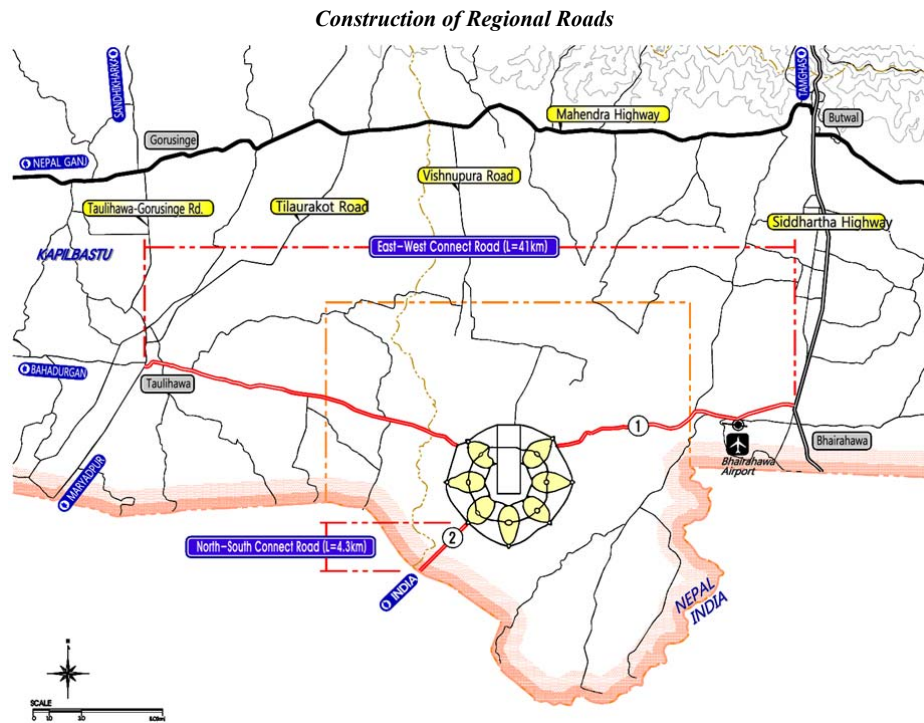 Construction of Regional Roads
SANDHIKHARKA
TAMGHAS
Mahendra Highway
Butwal
Gorusinge
NEPAL GANJ
Vishnupura Road
Taulihawa-Gorusinge Rd.
Tilaurakot Road
Siddhartha Highway
East-West Connect Road (L=41km)
KAPILBASTU
BAHADURGAN
Taulihawa
1
Bhairahawa
Bhairahawa
Airport
MARYADPUR
2
North-South Connect Road (L=4.3km)
INDIA
NEPAL
INDIA
N
SCALE
0